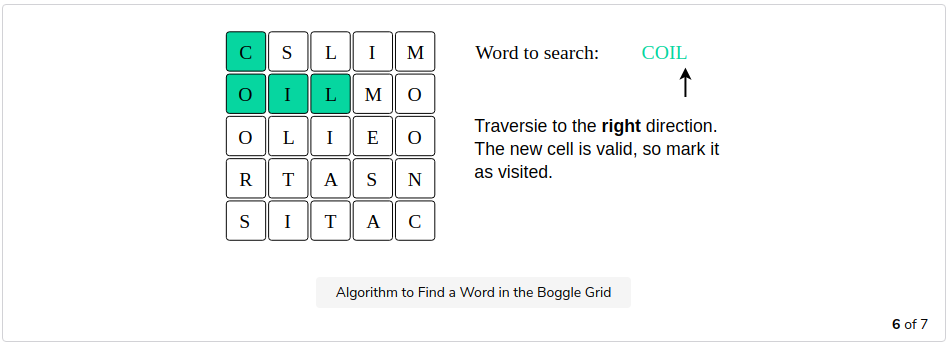 C S L I M
O I L M O
O L I E O
R T A S N
S I T A C
Word to search: COIL
Traversie to the right direction.
The new cell is valid, so mark it
as visited.
Algorithm to Find a Word in the Boggle Grid
6 of 7